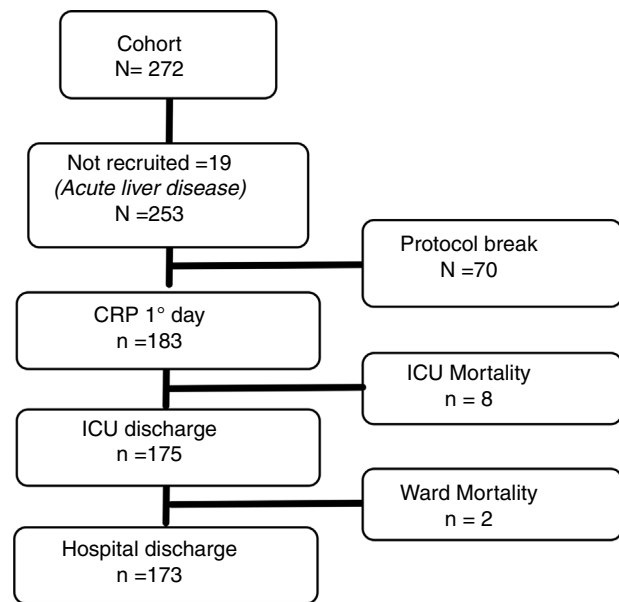 Cohort
N= 272
Not recruited =19
(Acute liver disease)
N =253
Protocol break
N =70
CRP 1° day
n =183
ICU Mortality
n = 8
ICU discharge
n =175
Ward Mortality
n = 2
Hospital discharge
n =173